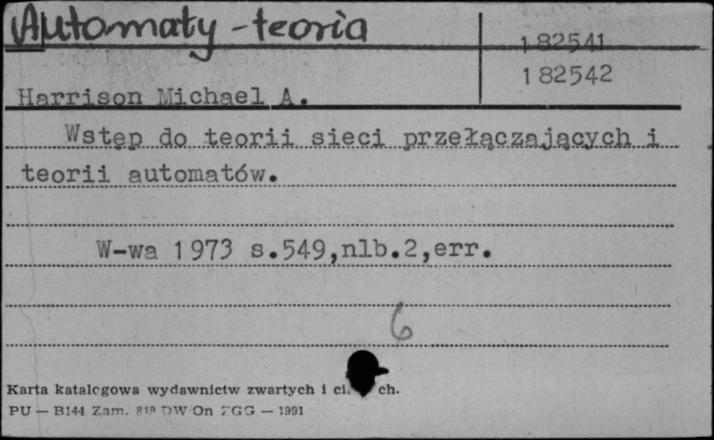 Automaty - teoria
182541
182542
Harrison Michael A.
Wstęp do teorii sieci przełączających i
teorii automatów.
W-wa 1973 s.549,nlb.2,err.
6
Karta katalogowa wydawnictw zwartych i ch.
PU — B144 Zam. DW On — 1991